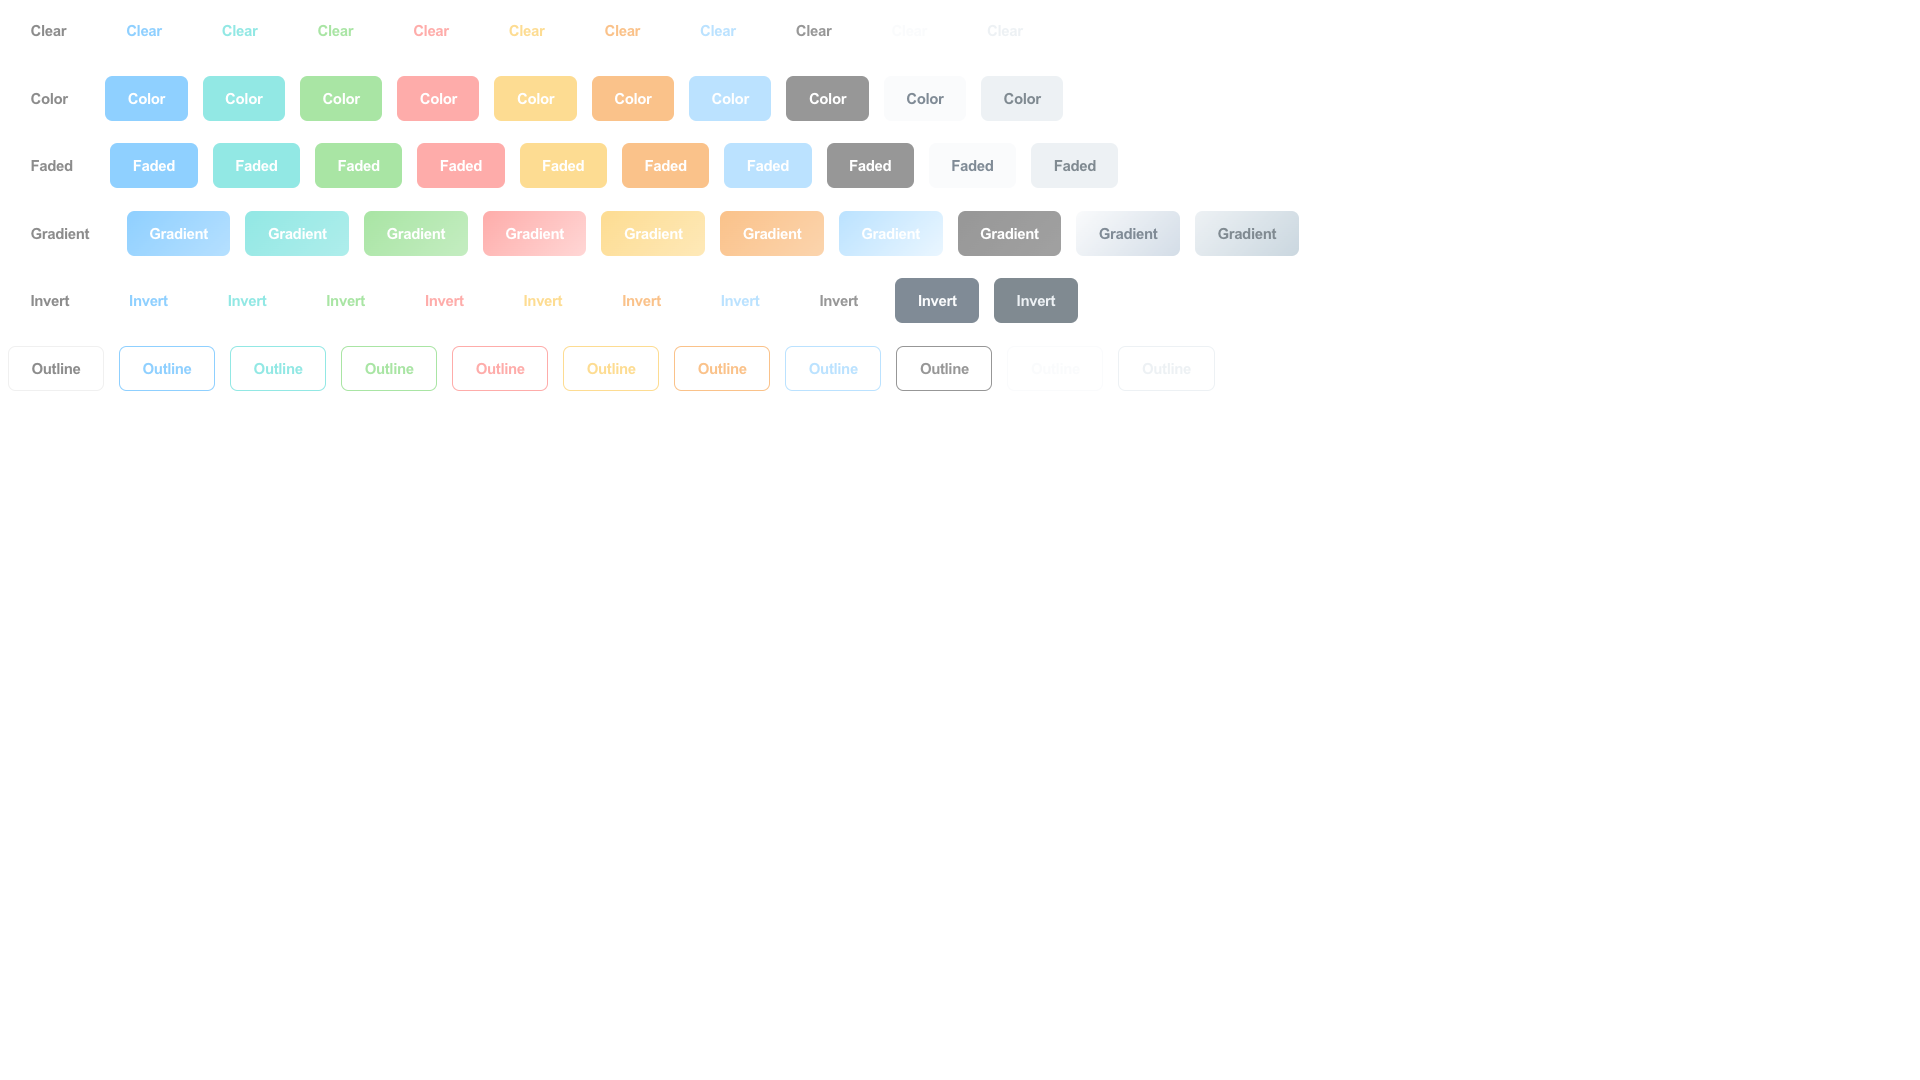 Clear Clear Clear Clear Clear Clear Clear Clear Clear Clear Clear
Color Color Color Color Color Color Color Color Color Color Color
Faded Faded Faded Faded Faded Faded Faded Faded Faded Faded Faded
Gradient Gradient Gradient Gradient Gradient Gradient Gradient Gradient Gradient Gradient Gradient
Invert Invert Invert Invert Invert Invert Invert Invert Invert Invert Invert
Outline Outline Outline Outline Outline Outline Outline Outline Outline Outline Outline